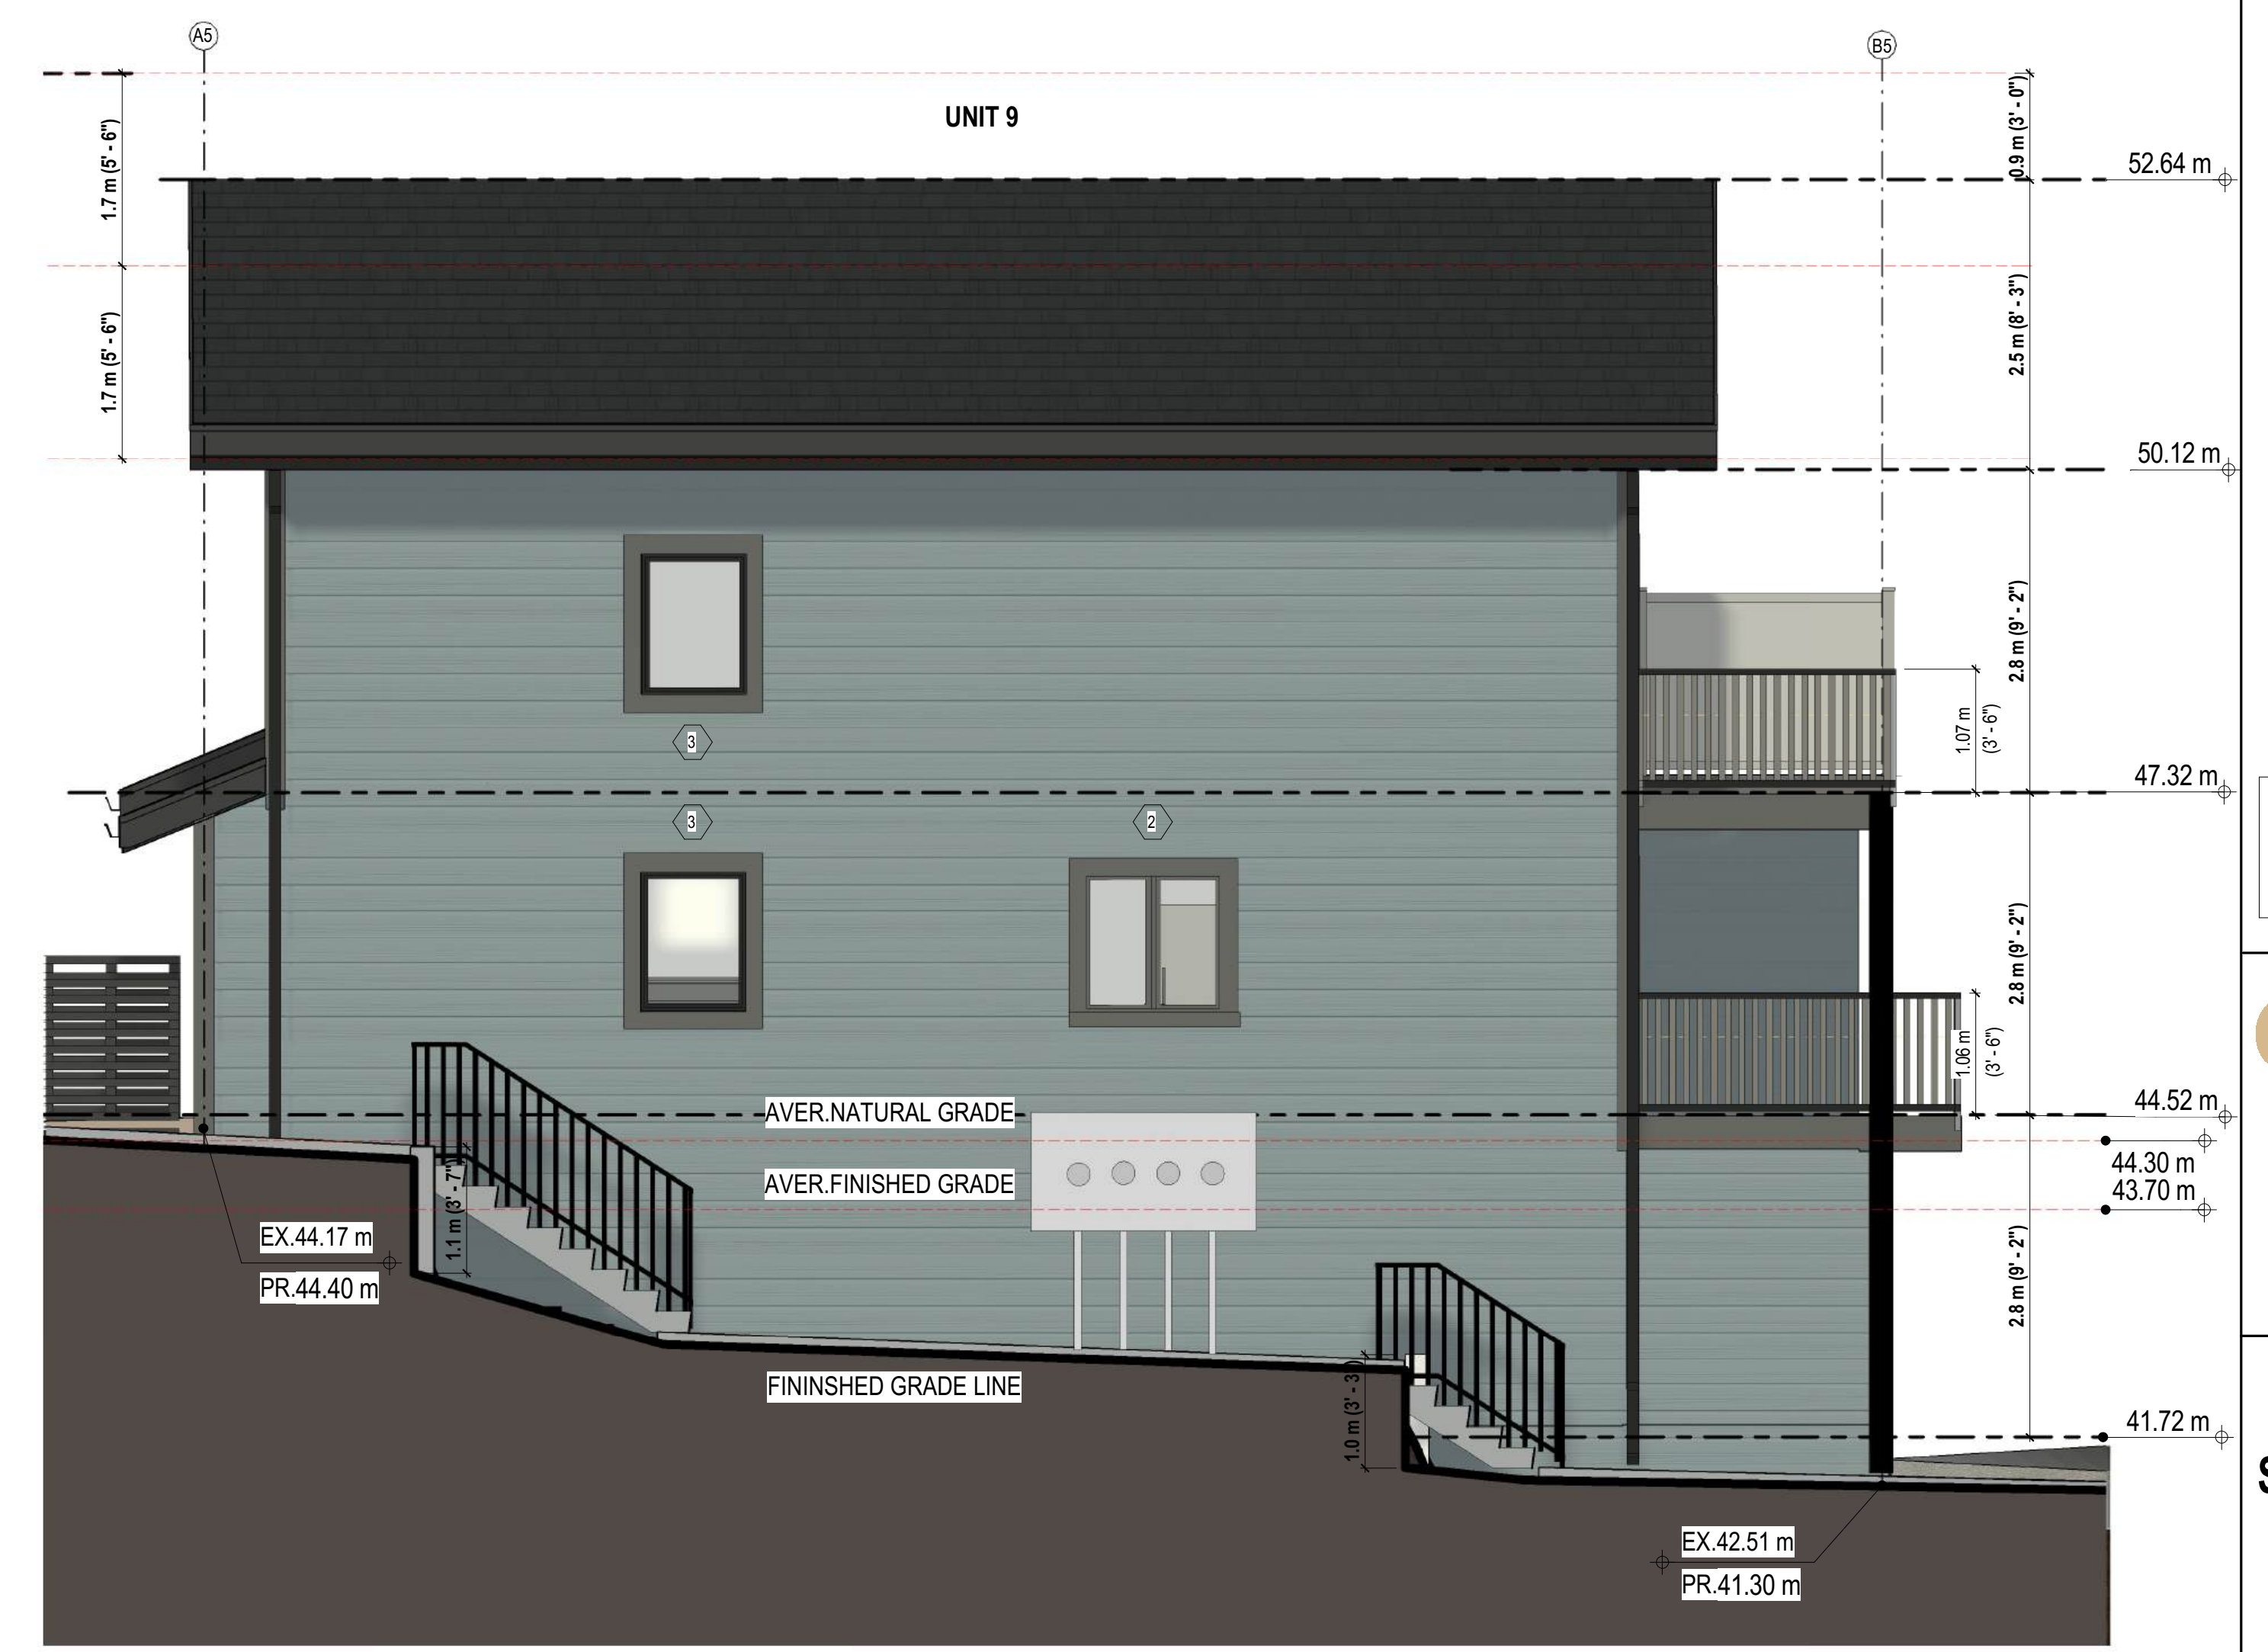 A5
B5
UNIT 9
0.9 m (3' - 0")
1.7 m (5' - 6")
52.64 m
2.5 m (8' - 3")
1.7 m (5' - 6")
50.12 m
2.8 m (9' - 2")
3
1.07 m
(3' - 6")
47.32 m
3
2
2.8 m (9' - 2")
1.06 m
(3' - 6")
AVER.NATURAL GRADE
44.52 m
44.30 m
AVER.FINISHED GRADE
43.70 m
1.1 m (3' - 7")
EX.44.17 m
PR.44.40 m
2.8 m (9' - 2")
FININSHED GRADE LINE
1.0 m (3' - 3
41.72 m
EX.42.51 m
PR.41.30 m
S